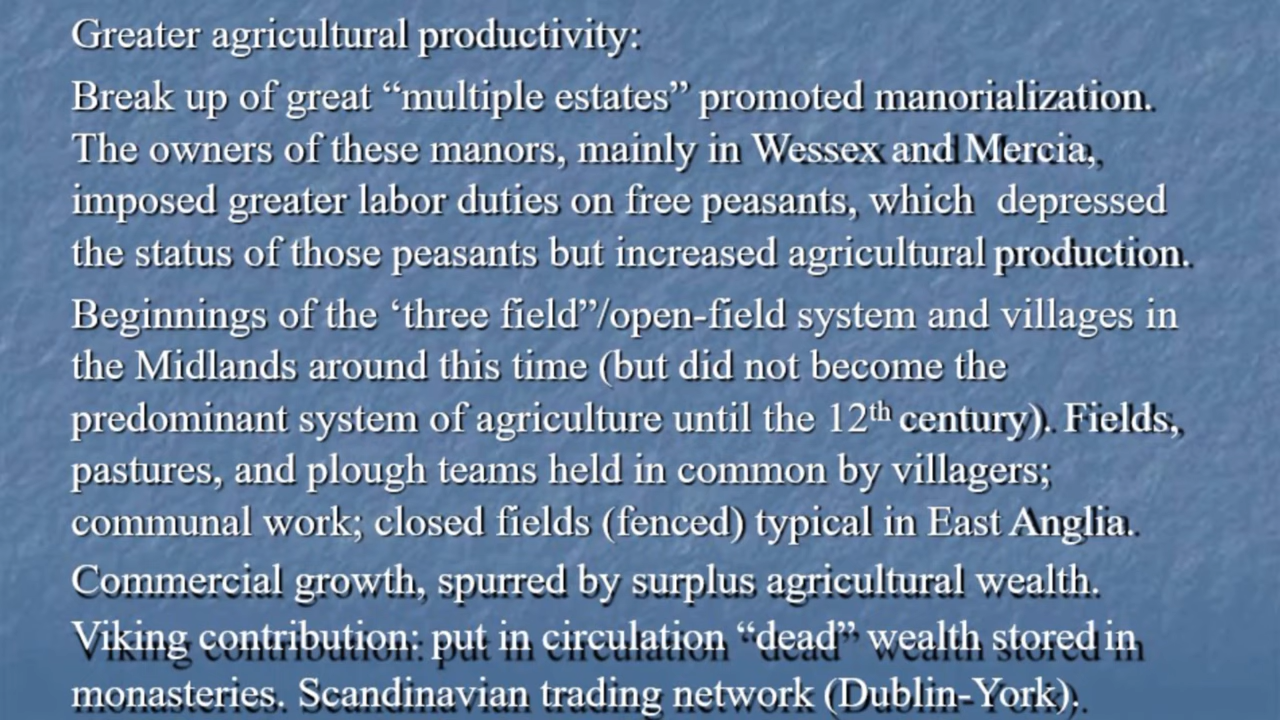 Greater agricultural productivity:
Break up of great “multiple estates” promoted manorialization.
The owners of these manors, mainly in Wessex and Mercia,
imposed greater labor duties on free peasants, which  depressed
the status of those peasants but increased agricultural production.
Beginnings of the ‘three field”/open-field system and villages in
the Midlands around this time (but did not become the
predominant system of agriculture until the 12th century). Fields,
pastures, and plough teams held in common by villagers;
communal work; closed fields (fenced) typical in East Anglia.
Commercial growth, spurred by surplus agricultural wealth.
Viking contribution: put in circulation “dead” wealth stored in
monasteries. Scandinavian trading network (Dublin-York).